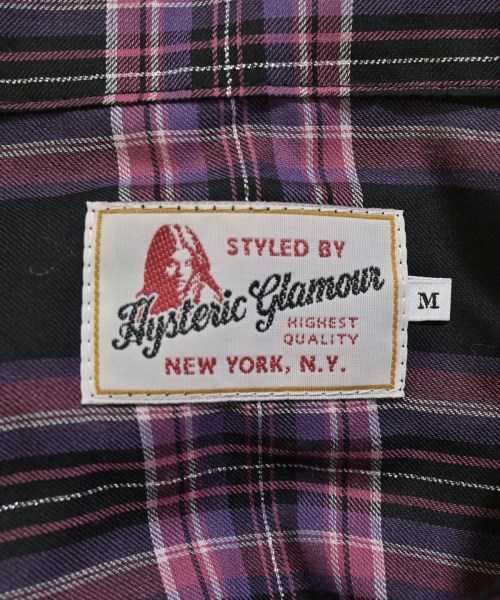 STYLED BY
Hysteric Glamour
HIGHEST
QUALITY
NEW YORK, N.Y.
M